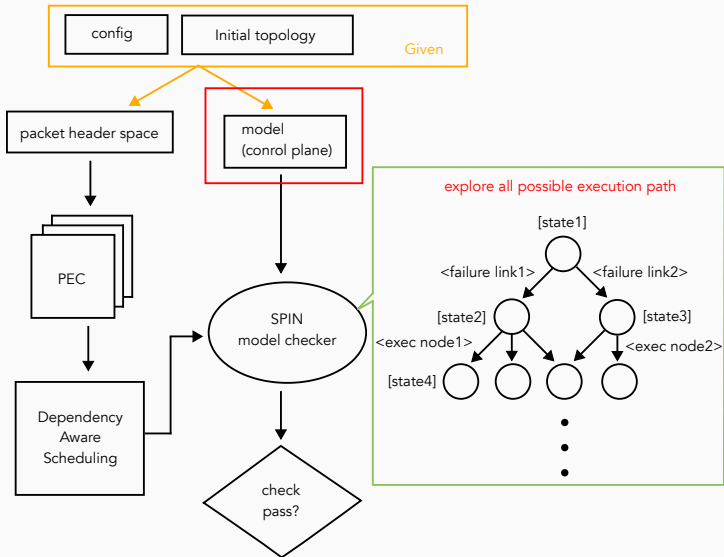 config
Initial topology
Given
packet header space
model
(conrol plane)
explore all possible execution path
[state1]
<failure link1>
<failure link2>
PEC
[state2]
[state3]
SPIN
model checker
<exec node1>
<exec node2>
[state4]
Dependency
Aware
Scheduling
check
pass?